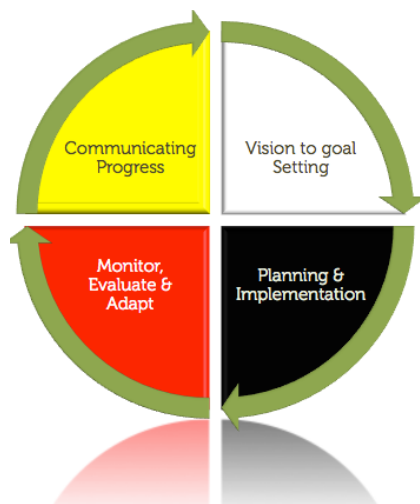 Communicating
Progress
Vision to goal
Setting
Monitor,
Evaluate &
Adapt
Planning &
Implementation